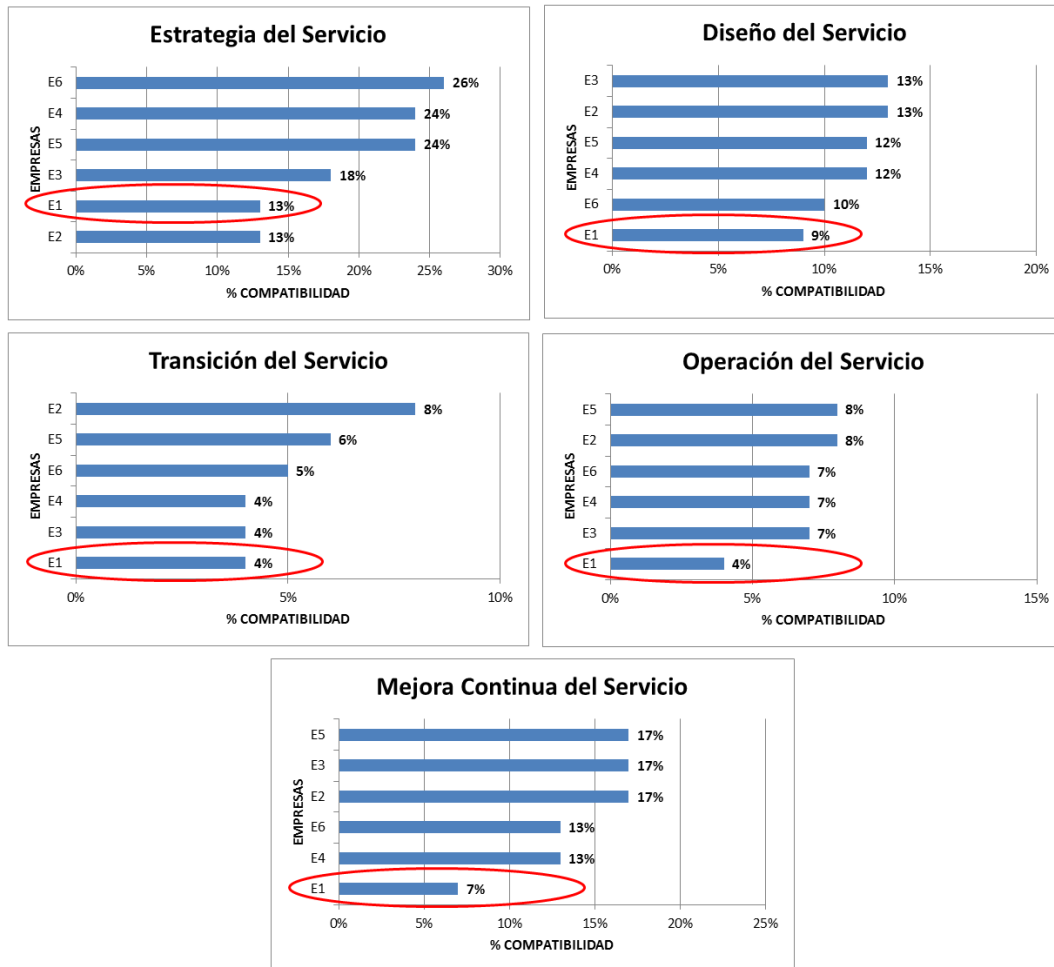 Estrategia del Servicio
EMPRESAS
E6 26%
E4 24%
E5 24%
E3 18%
E1 13%
E2 13%
0% 5% 10% 15% 20% 25% 30%
% COMPATIBILIDAD
Diseño del Servicio
EMPRESAS
E3 13%
E2 13%
E5 12%
E4 12%
E6 10%
E1 9%
0% 5% 10% 15% 20%
% COMPATIBILIDAD
Transición del Servicio
EMPRESAS
E2 8%
E5 6%
E6 5%
E4 4%
E3 4%
E1 4%
0% 5% 10%
% COMPATIBILIDAD
Operación del Servicio
EMPRESAS
E5 8%
E2 8%
E6 7%
E4 7%
E3 7%
E1 4%
0% 5% 10% 15%
% COMPATIBILIDAD
Mejora Continua del Servicio
EMPRESAS
E5 17%
E3 17%
E2 17%
E6 13%
E4 13%
E1 7%
0% 5% 10% 15% 20% 25%
% COMPATIBILIDAD